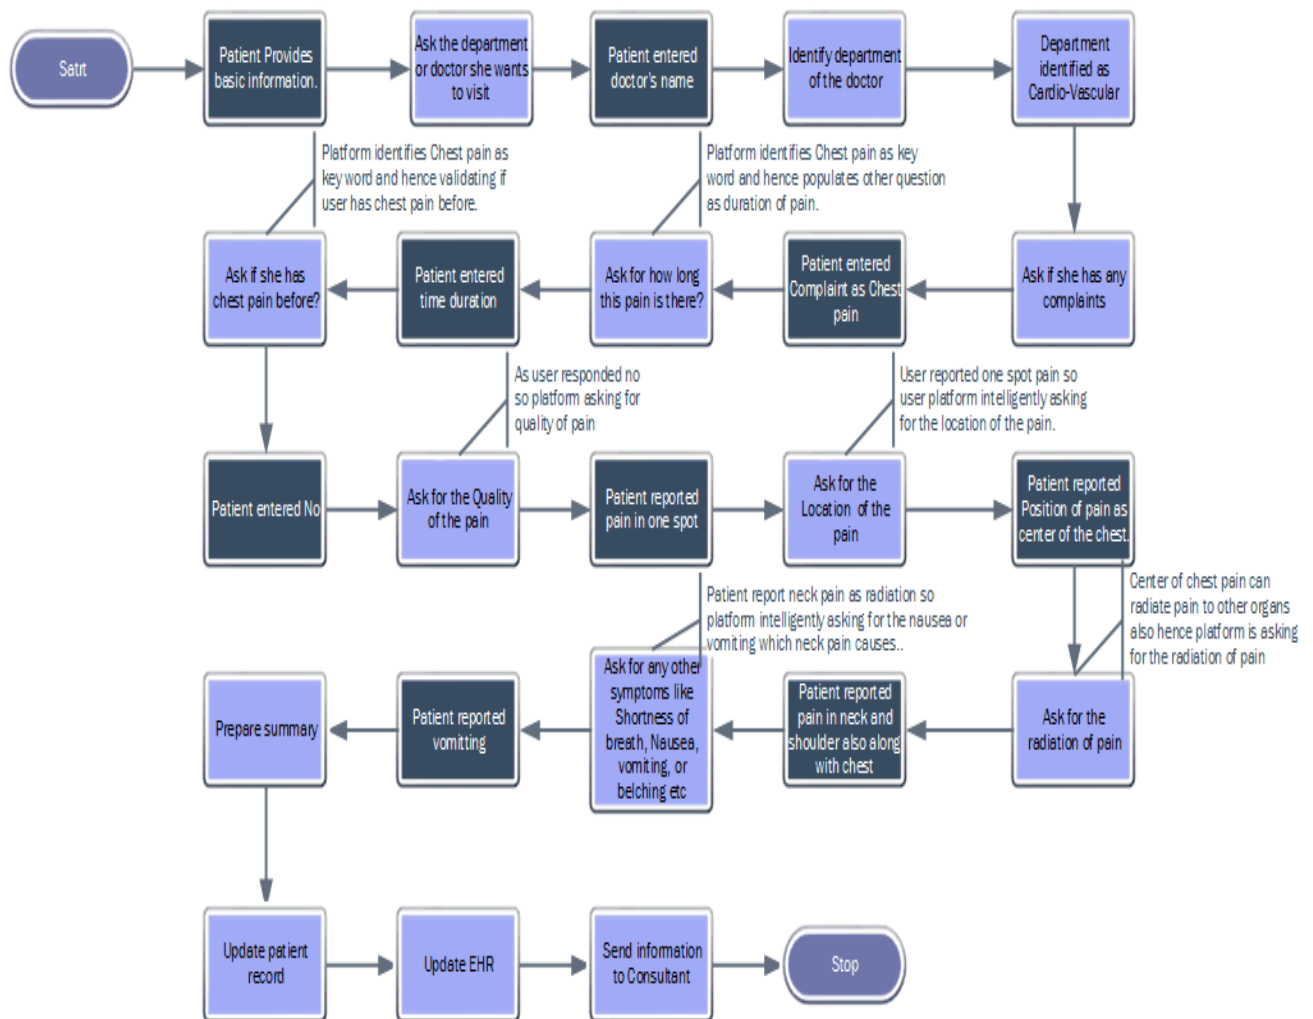 Satrt
Patient Provides
basic information.
Ask the department
or doctor she wants
to visit
Patient entered
doctor's name
Identify department
of the doctor
Department
identified as
Cardio-Vascular
Platform identifies Chest pain as
key word and hence validating if
user has chest pain before.
Platform identifies Chest pain as key
word and hence populates other question
as duration of pain.
Ask if she has
chest pain before?
Patient entered
time duration
Ask for how long
this pain is there?
Patient entered
Complaint as Chest
pain
Ask if she has any
complaints
As user responded no
so platform asking for
quality of pain
User reported one spot pain so
user platform intelligently asking
for the location of the pain.
Patient entered No
Ask for the Quality
of the pain
Patient reported
pain in one spot
Ask for the
Location of the
pain
Patient reported
Position of pain as
center of the chest.
Patient report neck pain as radiation so
platform intelligently asking for the nausea or
vomiting which neck pain causes..
Center of chest pain can
radiate pain to other organs
also hence platform is asking
for the radiation of pain
Prepare summary
Patient reported
vomitting
Ask for any other
symptoms like
Shortness of
breath, Nausea,
vomiting, or
belching etc
Patient reported
pain in neck and
shoulder also along
with chest
Ask for the
radiation of pain
Update patient
record
Update EHR
Send information
to Consultant
Stop